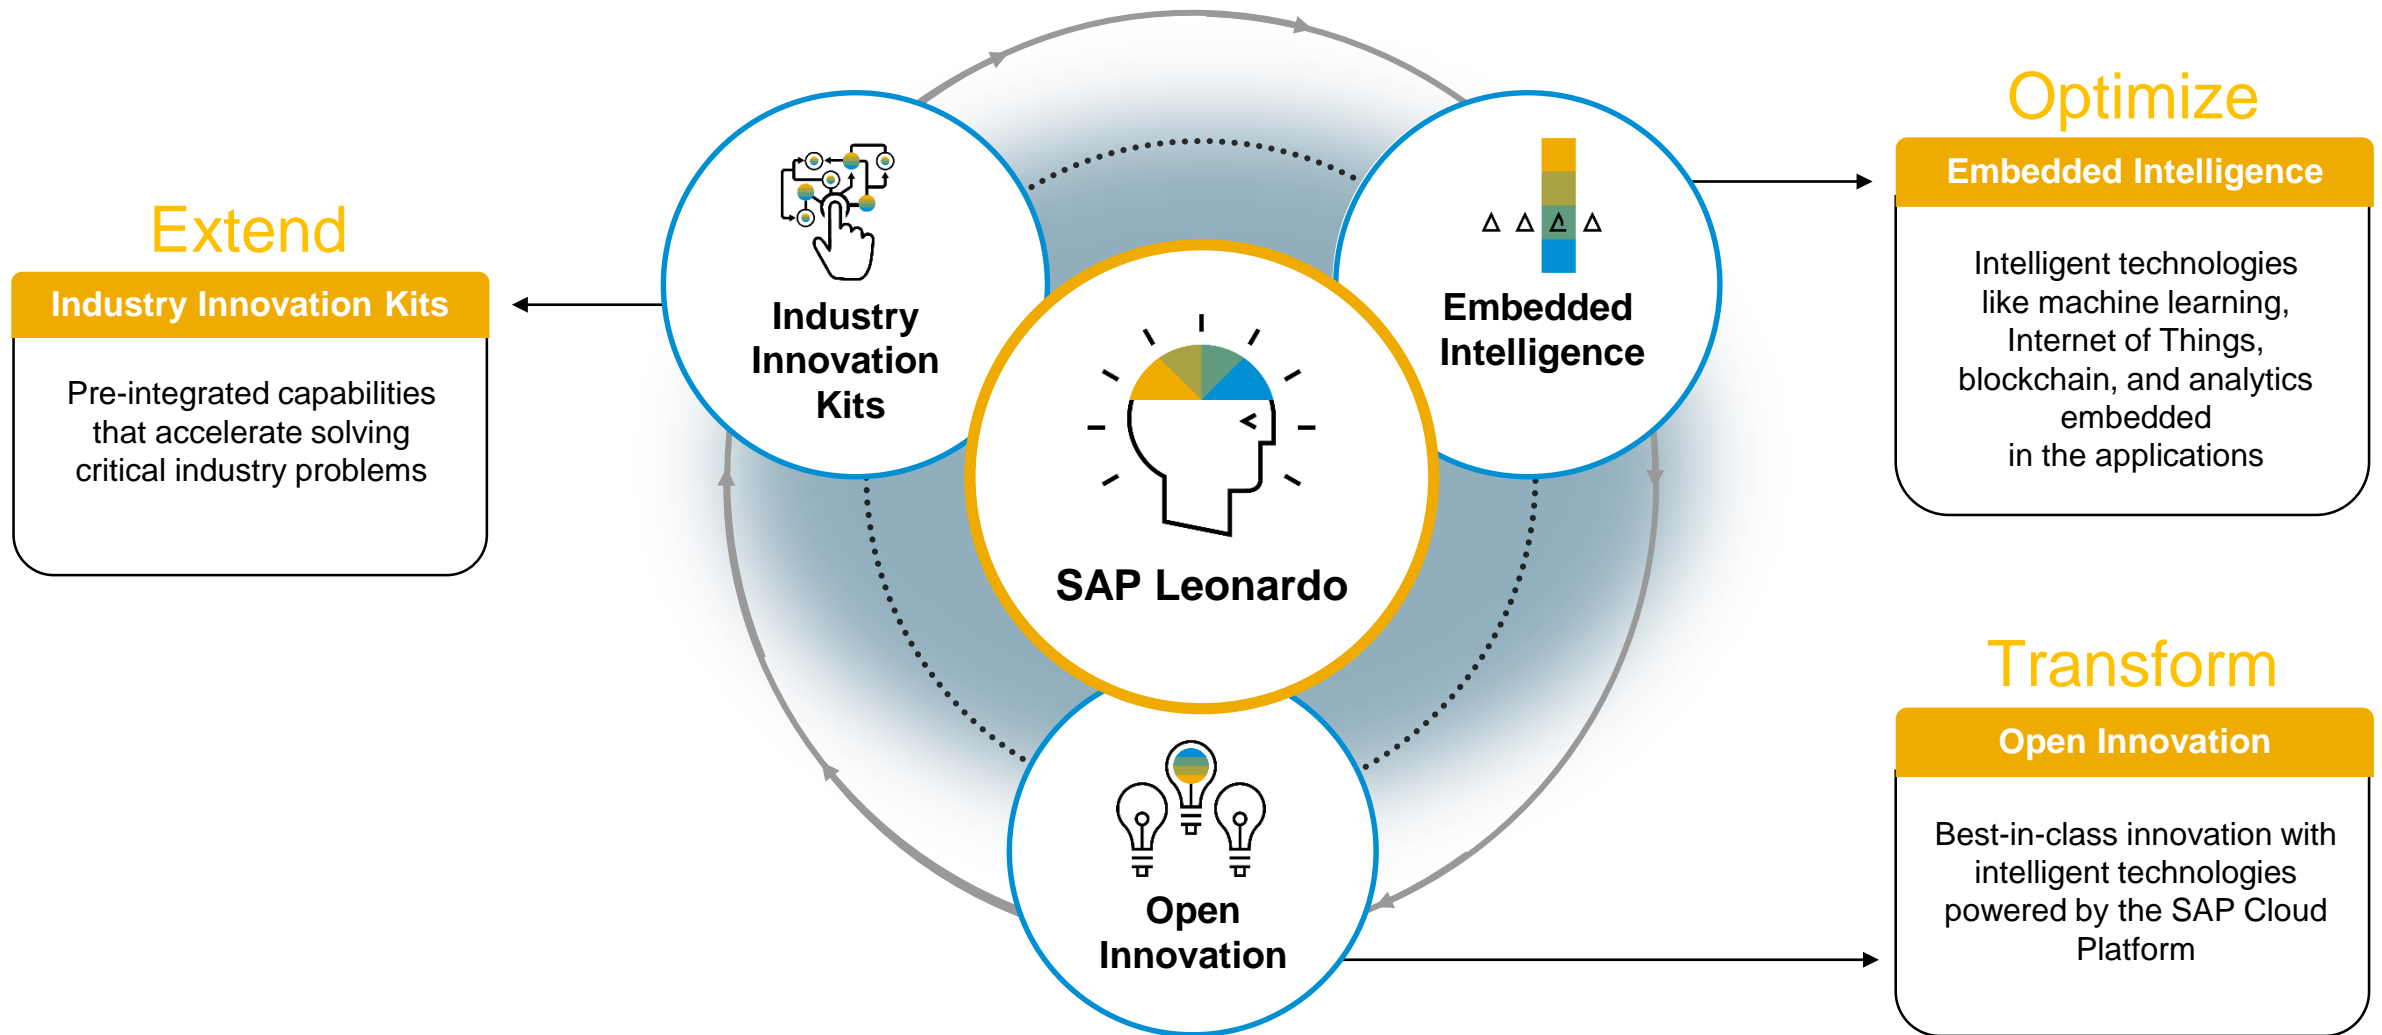 Extend
Industry Innovation Kits
Pre-integrated capabilities
that accelerate solving
critical industry problems
Industry
Innovation
Kits
Embedded
Intelligence
SAP Leonardo
Open
Innovation
Optimize
Embedded Intelligence
Intelligent technologies
like machine learning,
Internet of Things,
blockchain, and analytics
embedded
in the applications
Transform
Open Innovation
Best-in-class innovation with
intelligent technologies
powered by the SAP Cloud
Platform